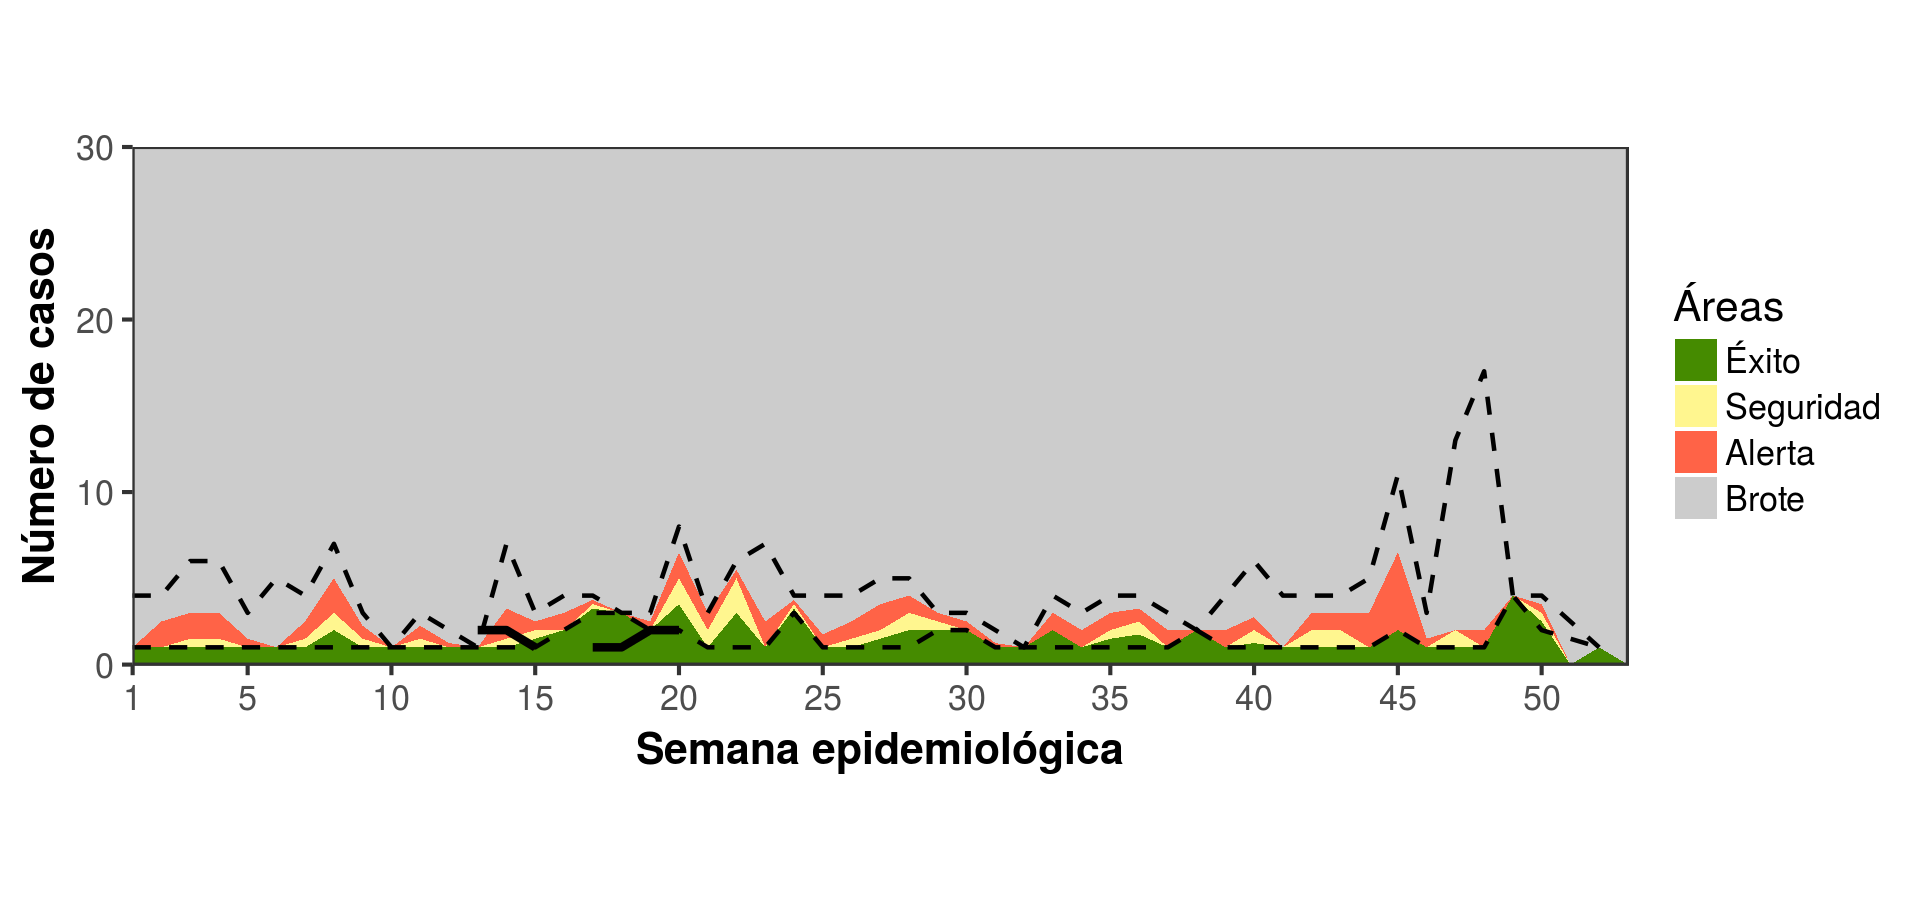 Número de casos
30
20
10
0
1 5 10 15 20 25 30 35 40 45 50
Semana epidemiológica
Áreas
Éxito
Seguridad
Alerta
Brote